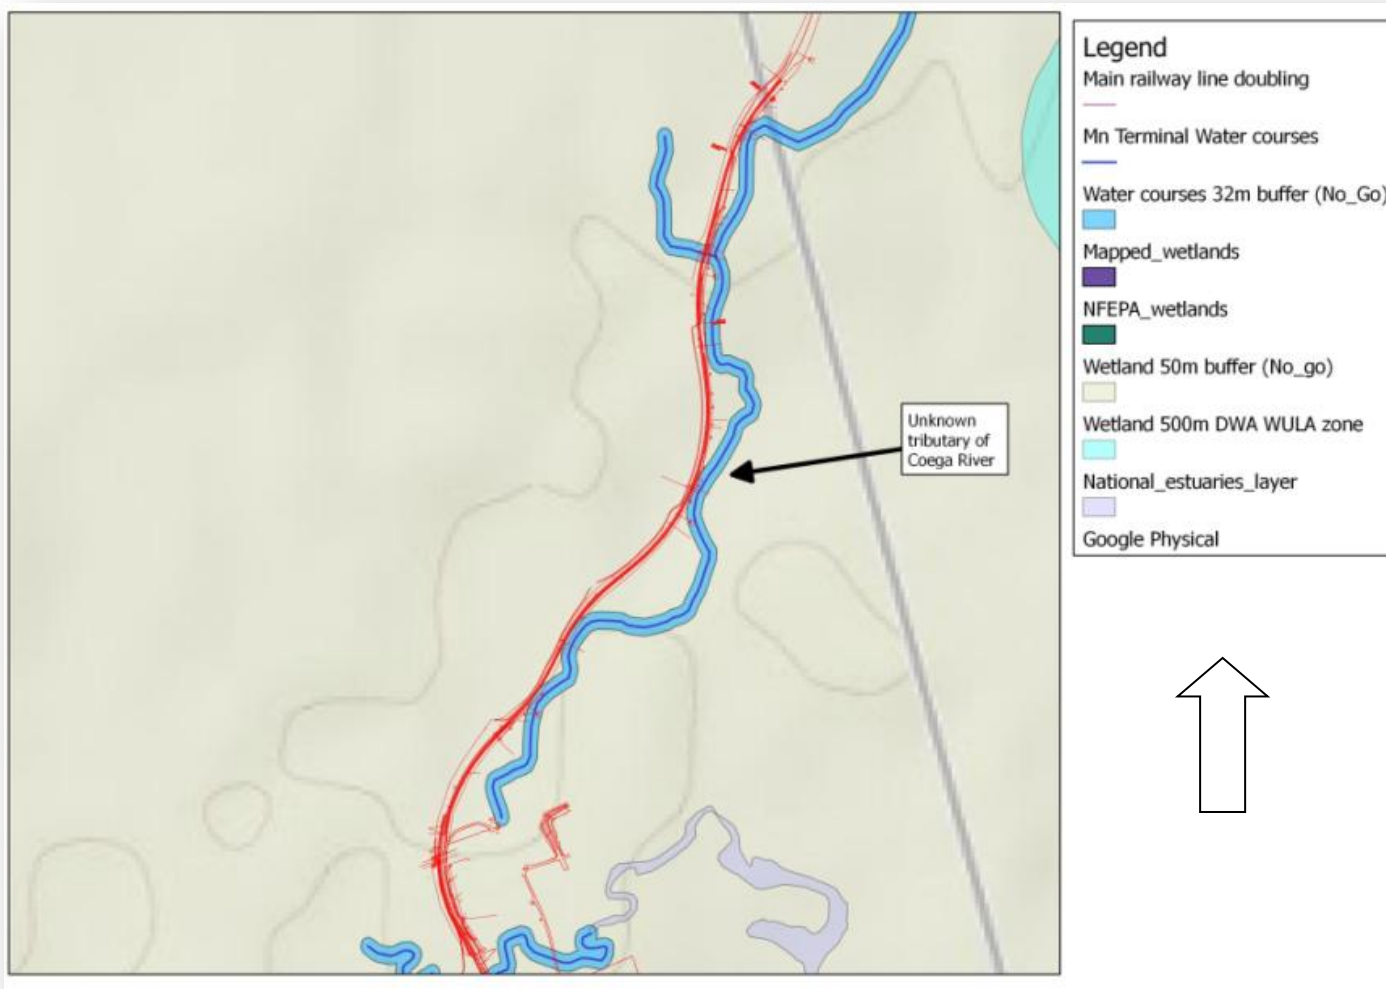 Legend
Main railway line doubling
Mn Terminal Water courses
Water courses 32m buffer (No_Go)
Mapped_wetlands
NFEPA_wetlands
Wetland 50m buffer (No_go)
Wetland 500m DWA WULA zone
National_estuaries_layer
Google Physical
Unknown
tributary of
Coega River